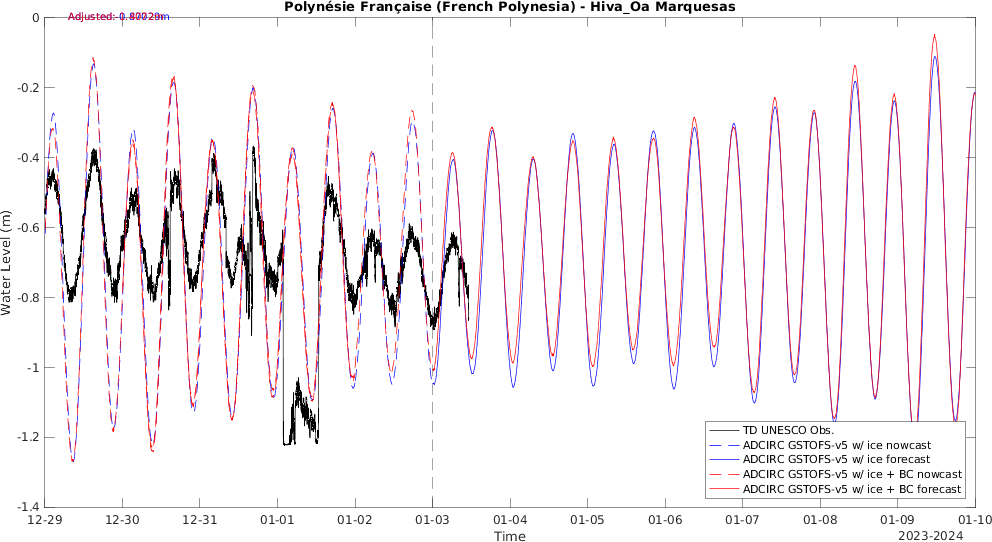 Polynésie Française (French Polynesia) - Hiva_Oa Marquesas
Adjusted:
0
-0.2
-0.4
-0.6
-0.8
-1
-1.2
-1.4
Water Level (m)
12-29 12-30 12-31 01-01 01-02 01-03 01-04 01-05 01-06 01-07 01-08 01-09 01-10
Time
2023-2024
TD UNESCO Obs.
ADCIRC GSTOFS-v5 w/ ice nowcast
ADCIRC GSTOFS-v5 w/ ice forecast
ADCIRC GSTOFS-v5 w/ ice + BC nowcast
ADCIRC GSTOFS-v5 w/ ice + BC forecast